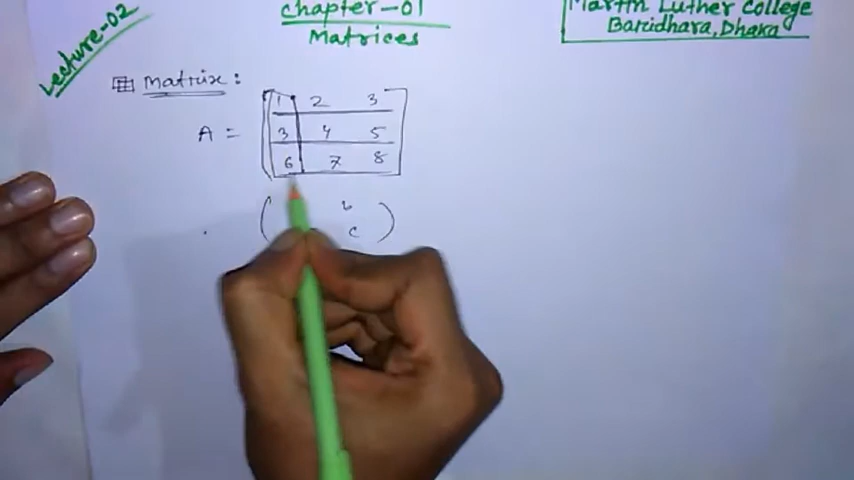 Lecture-02
chapter-01
Matrices
Martin Luther College
Baridhara, Dhaka
Matrix:
A =
1 2 3
3 4 5
6 7 8
b
c